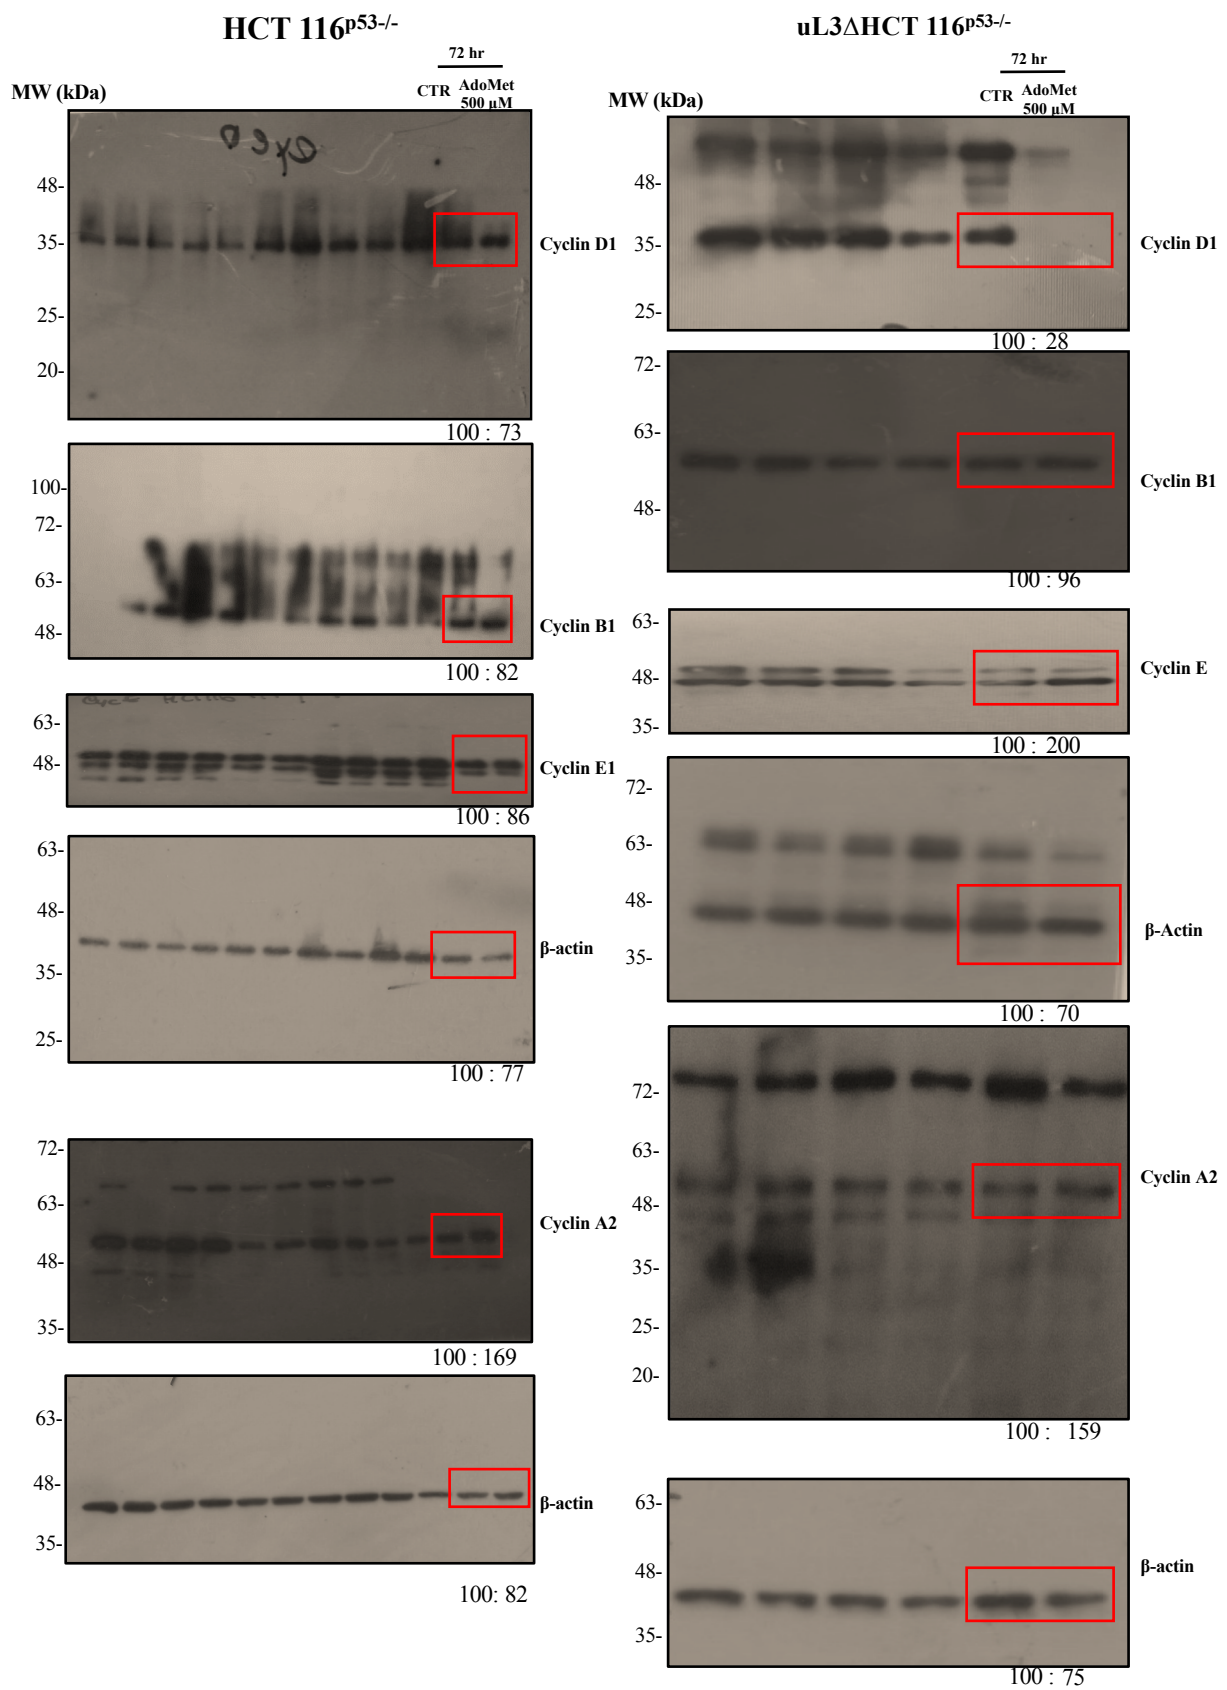 HCT 116p53-/-
72 hr
CTR AdoMet
500 µM
MW (kDa)
cyc D
48-
35-
25-
20-
Cyclin D1
100 : 73
100-
72-
63-
48-
Cyclin B1
100 : 82
63-
48-
Cyclin E1
100 : 86
63-
48-
35-
25-
β-actin
100 : 77
72-
63-
48-
35-
Cyclin A2
100 : 169
63-
48-
35-
β-actin
100: 82
uL3ΔHCT 116p53-/-
72 hr
CTR AdoMet
500 µM
MW (kDa)
48-
35-
25-
Cyclin D1
100 : 28
72-
63-
48-
Cyclin B1
100 : 96
63-
48-
35-
Cyclin E
100 : 200
72-
63-
48-
35-
β-Actin
100 : 70
72-
63-
48-
35-
25-
20-
Cyclin A2
100 : 159
63-
48-
35-
β-actin
100 : 75